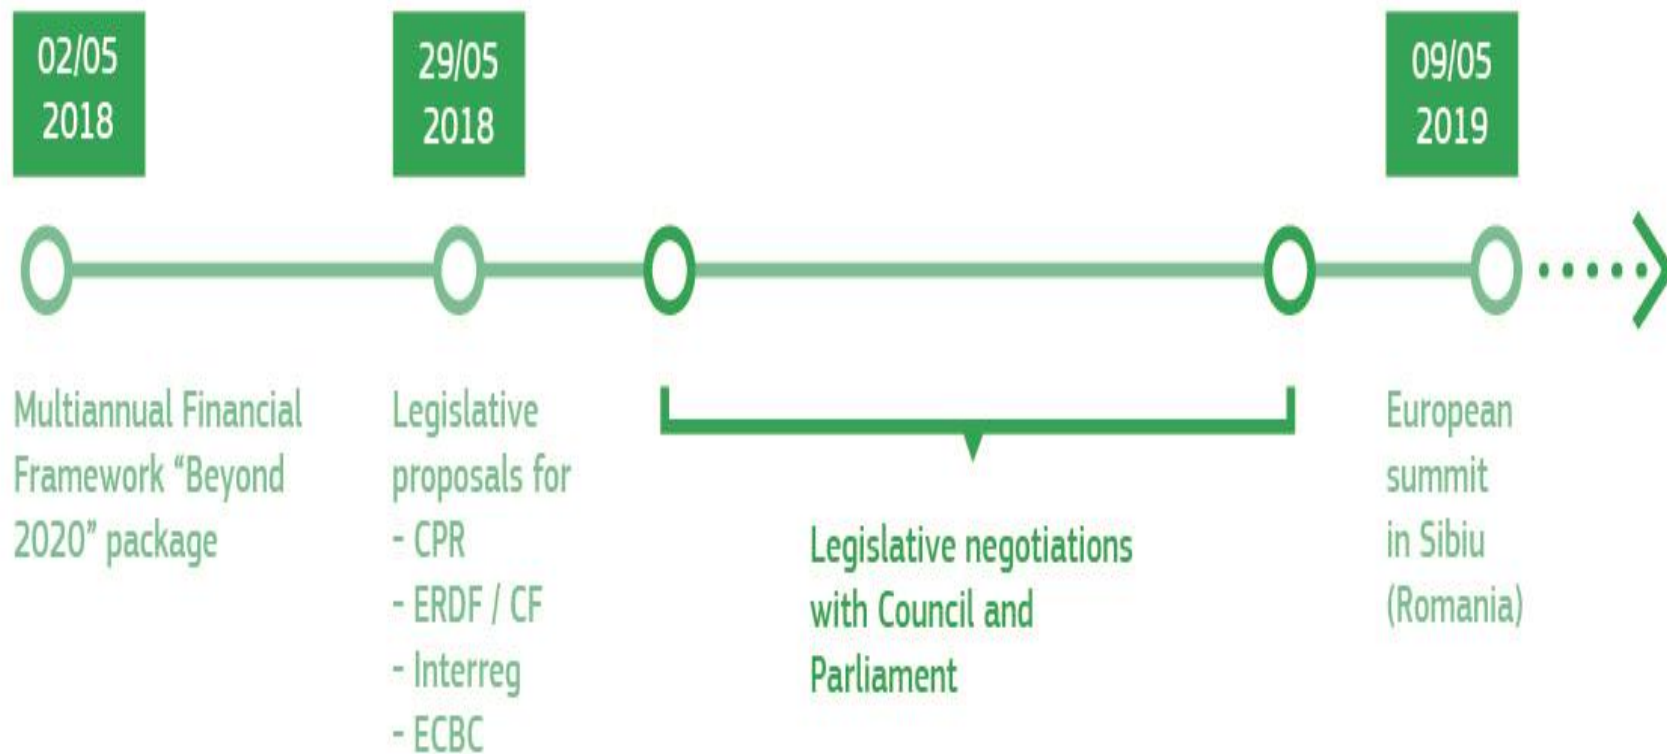 02/05
2018
29/05
2018
09/05
2019
Multiannual Financial
Framework “Beyond
2020” package
Legislative
proposals for
- CPR
- ERDF / CF
- Interreg
- ECBC
Legislative negotiations
with Council and
Parliament
European
summit
in Sibiu
(Romania)